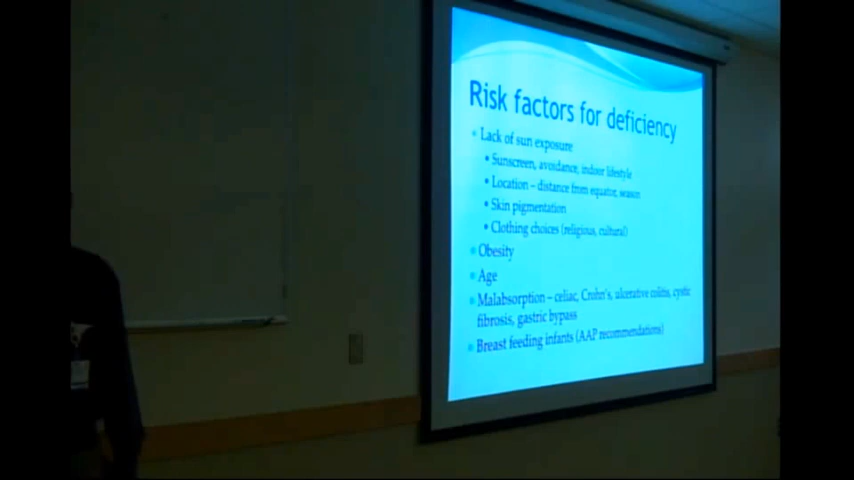 Risk factors for deficiency
Lack of sun exposure
Sunscreen, avoidance, indoor lifestyle
Location – distance from equator, season
Skin pigmentation
Clothing choices (religious, cultural)
Obesity
Age
Malabsorption – celiac, Crohn's, ulcerative colitis, cystic
fibrosis, gastric bypass
Breast feeding infants (AAP recommendations)